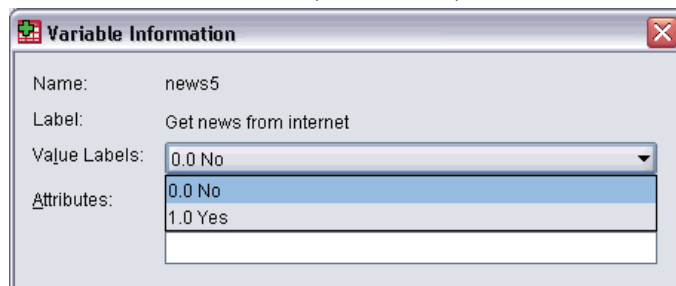 Variable Information
Name: news5
Label: Get news from internet
Value Labels: 0.0 No
0.0 No
Attributes:
1.0 Yes